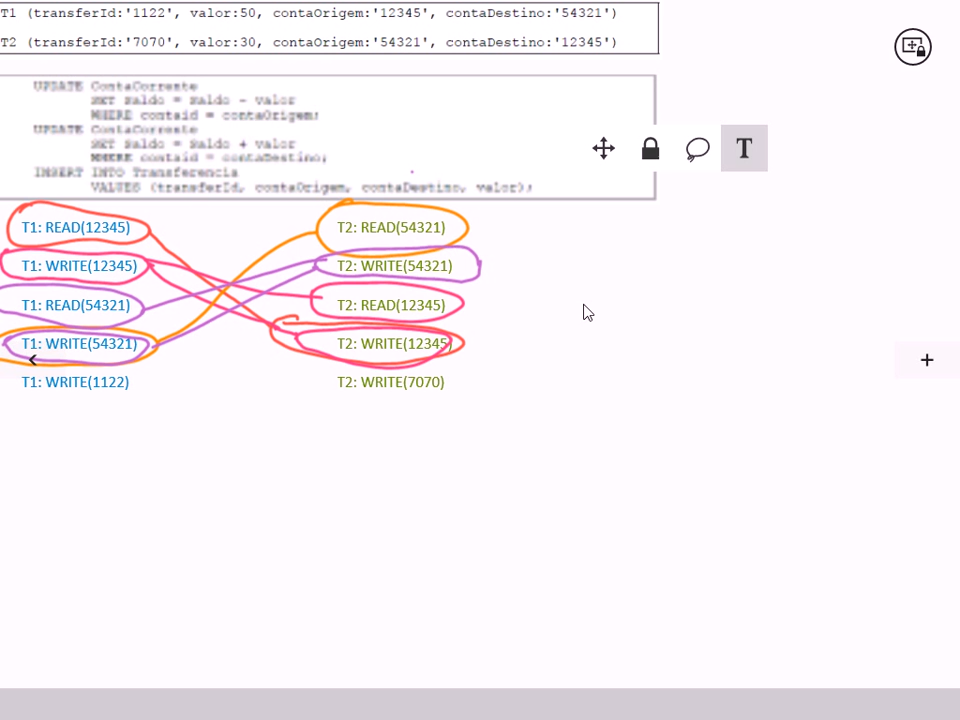 T1 (transferId:'1122', valor:50, contaOrigem:'12345', contaDestino:'54321')
T2 (transferId:'7070', valor:30, contaOrigem:'54321', contaDestino:'12345')
UPDATE ContaCorrente
SET Saldo = Saldo - valor
WHERE contaid = contaOrigem;
UPDATE ContaCorrente
SET Saldo = Saldo + valor
WHERE contaid = contaDestino;
INSERT INTO Transferencia
VALUES (transferId, contaOrigem, contaDestino, valor);
T
T1: READ(12345) T2: READ(54321)
T1: WRITE(12345) T2: WRITE(54321)
T1: READ(54321) T2: READ(12345)
T1: WRITE(54321) T2: WRITE(12345)
T1: WRITE(1122) T2: WRITE(7070)